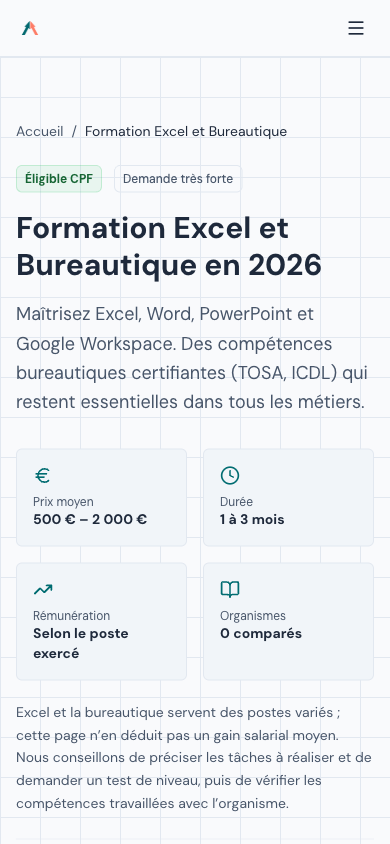 Accueil / Formation Excel et Bureautique
Éligible CPF
Demande très forte
Formation Excel et
Bureautique en 2026
Maîtrisez Excel, Word, PowerPoint et
Google Workspace. Des compétences
bureautiques certifiantes (TOSA, ICDL) qui
restent essentielles dans tous les métiers.
Prix moyen
500 € – 2 000 €
Durée
1 à 3 mois
Rémunération
Selon le poste
exercé
Organismes
0 comparés
Excel et la bureautique servent des postes variés ;
cette page n’en déduit pas un gain salarial moyen.
Nous conseillons de préciser les tâches à réaliser et de
demander un test de niveau, puis de vérifier les
compétences travaillées avec l’organisme.